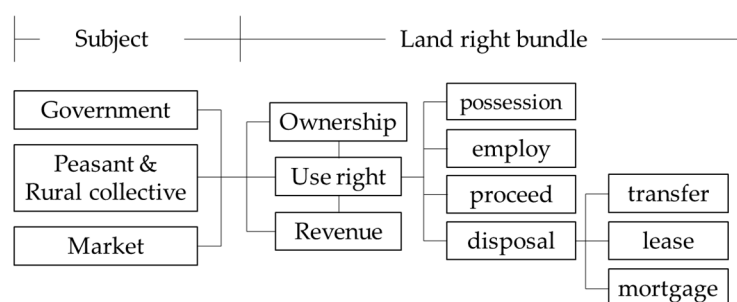 Subject
Land right bundle
Government
Peasant &
Rural collective
Market
Ownership
Use right
Revenue
possession
employ
proceed
disposal
transfer
lease
mortgage